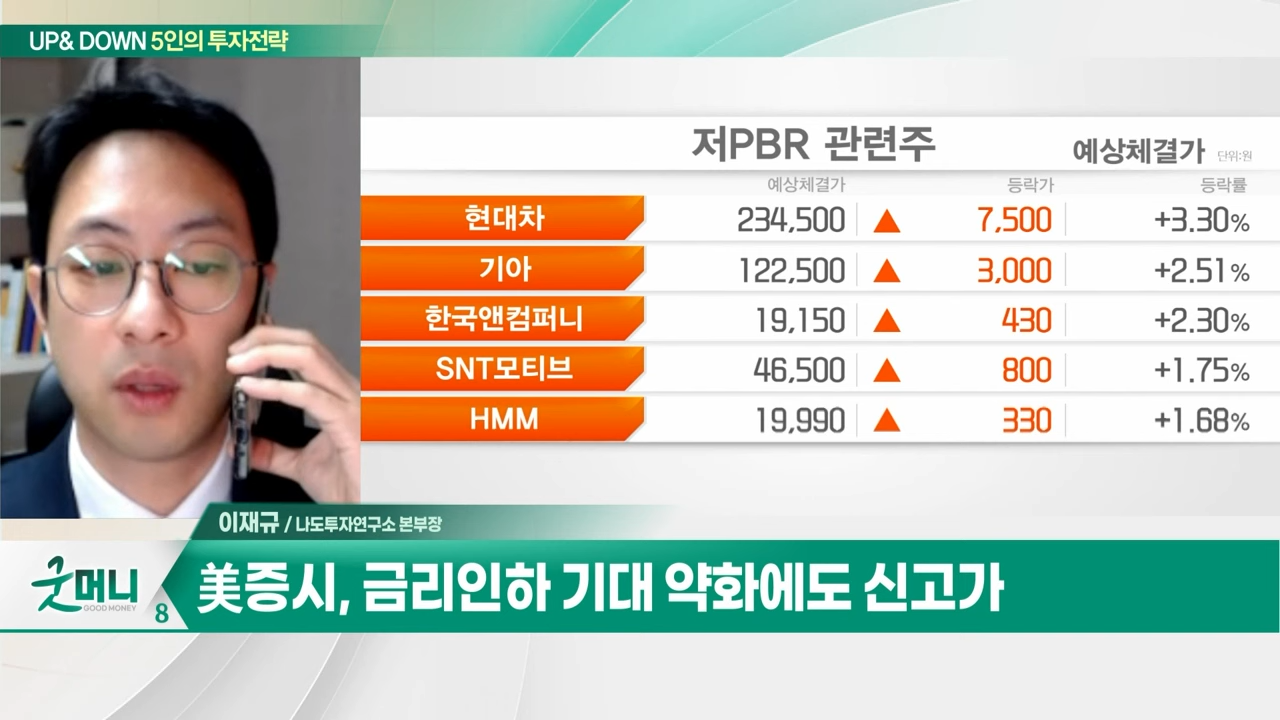 UP& DOWN 5인의 투자전략
저PBR 관련주 예상체결가 단위:원
예상체결가 등락가 등락률
현대차 234,500 ▲ 7,500 +3.30%
기아 122,500 ▲ 3,000 +2.51%
한국앤컴퍼니 19,150 ▲ 430 +2.30%
SNT모티브 46,500 ▲ 800 +1.75%
HMM 19,990 ▲ 330 +1.68%
이재규 / 나도투자연구소 본부장
굿머니
GOOD MONEY
8
美증시, 금리인하 기대 약화에도 신고가